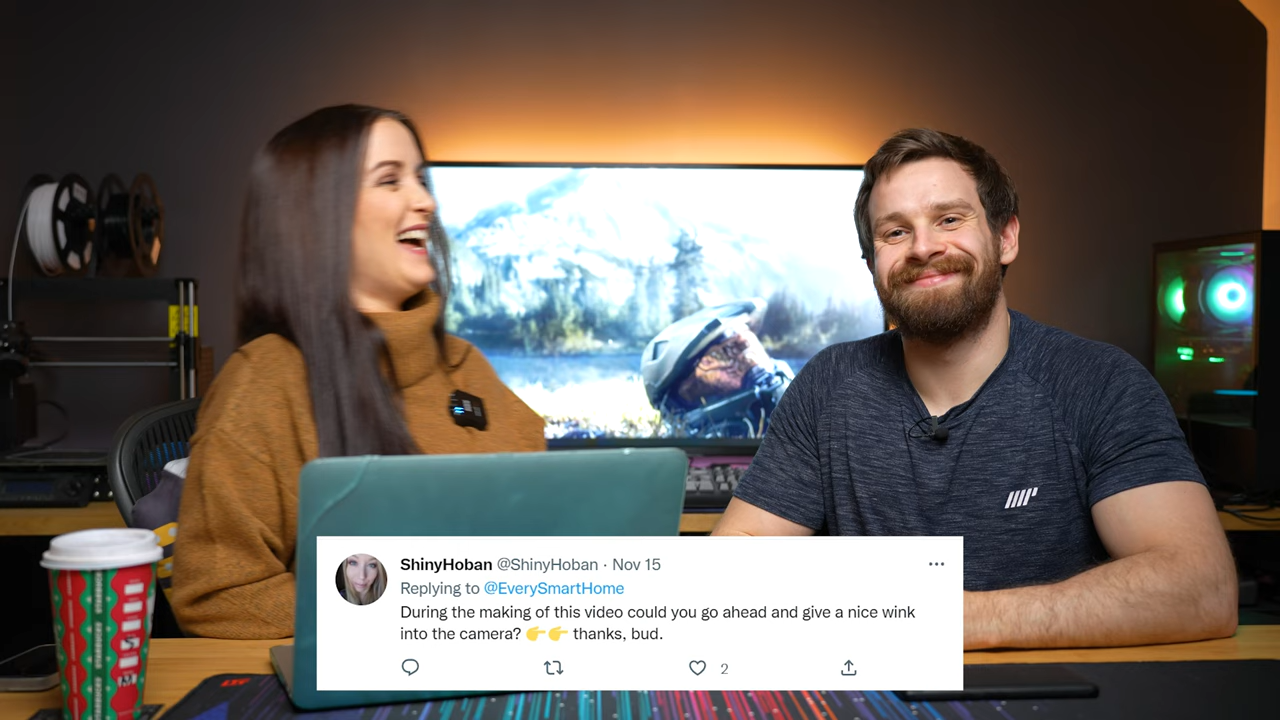 ShinyHoban @ShinyHoban · Nov 15
Replying to @EverySmartHome
During the making of this video could you go ahead and give a nice wink
into the camera? 👉👉 thanks, bud.
2